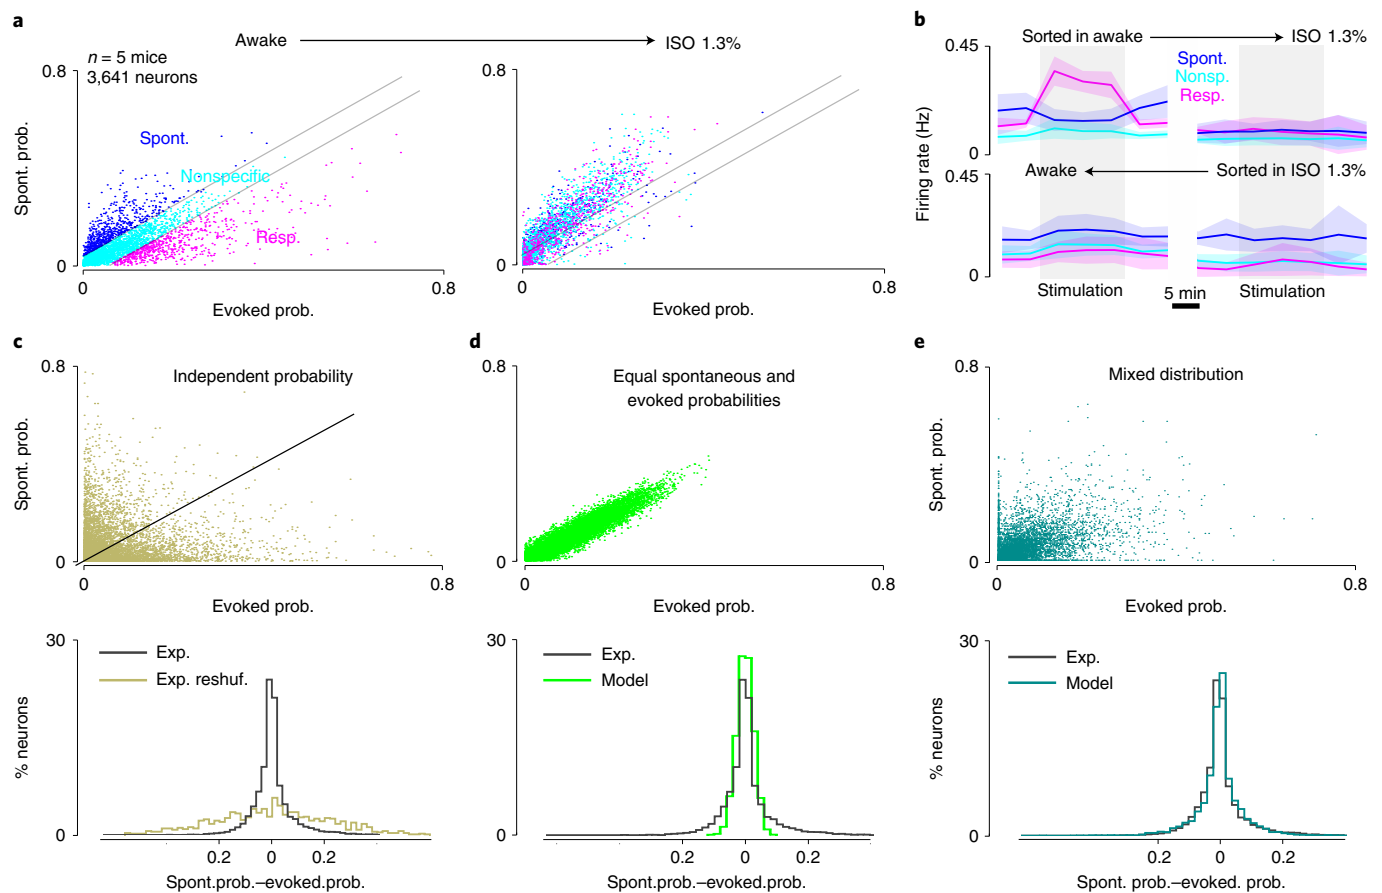 a
Awake
ISO 1.3%
n = 5 mice
3,641 neurons
0.8
Spont. prob.
Spont.
Nonspecific
Resp.
0
0
0.8
Evoked prob.
0.8
0
0
0.8
Evoked prob.
b
Sorted in awake
ISO 1.3%
0.45
Spont.
Nonsp.
Resp.
Firing rate (Hz)
0
0.45
Awake
Sorted in ISO 1.3%
0
Stimulation
5 min
Stimulation
c
0.8
Independent probability
Spont. prob.
0
0
0.8
Evoked prob.
30
Exp.
Exp. reshuf.
% neurons
0
0.2
0
0.2
Spont.prob.–evoked.prob.
d
0.8
Equal spontaneous and
evoked probabilities
0
0
0.8
Evoked prob.
30
Exp.
Model
0
0.2
0
0.2
Spont.prob.–evoked.prob.
e
0.8
Mixed distribution
Spont. prob.
0
0
0.8
Evoked prob.
30
Exp.
Model
% neurons
0
0.2
0
0.2
Spont. prob.–evoked. prob.